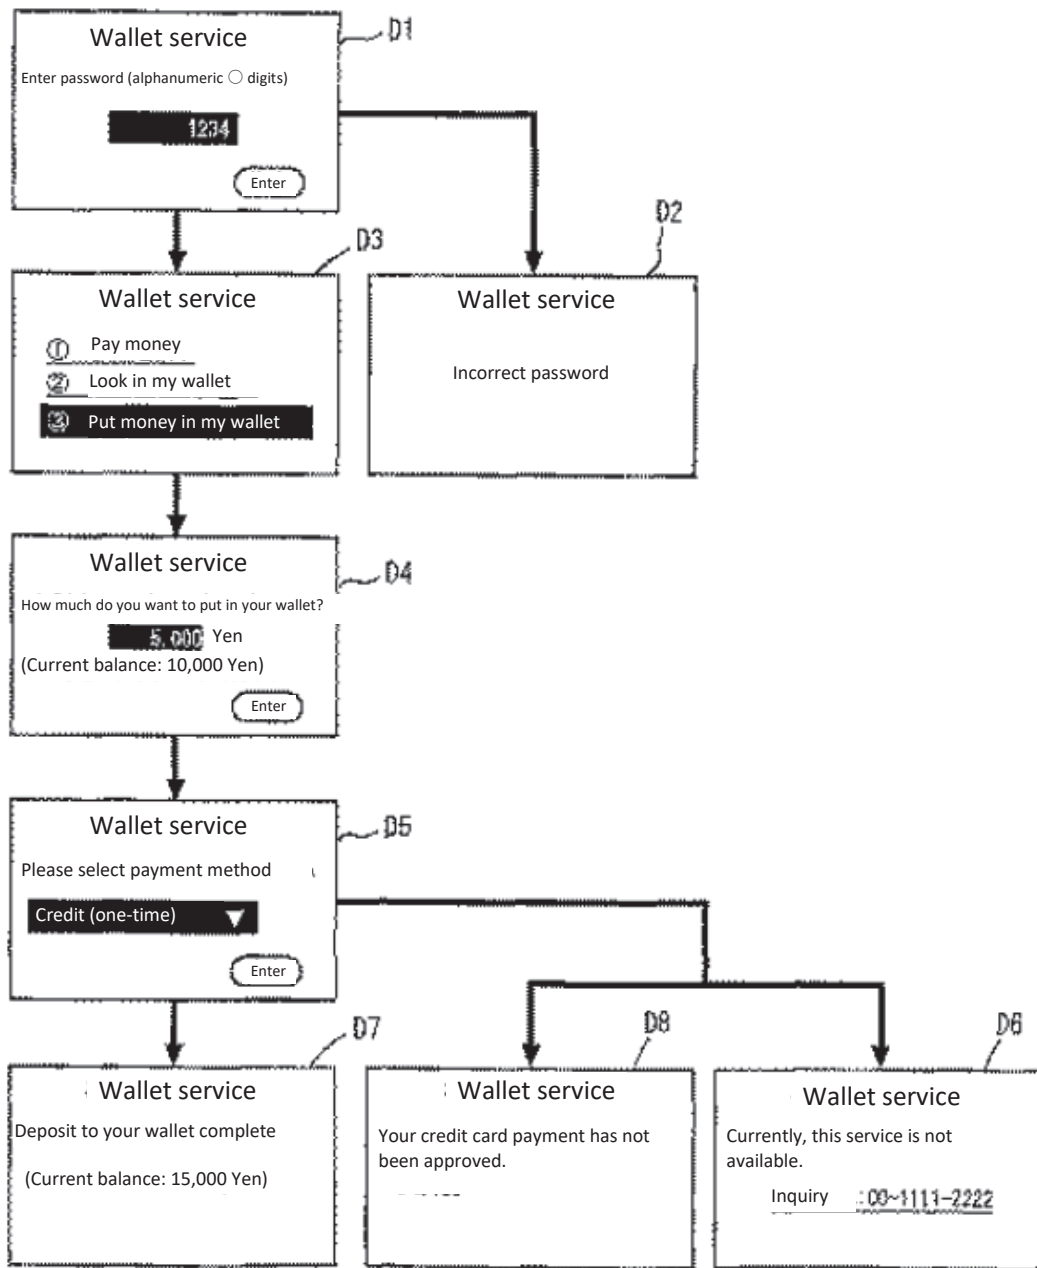 Wallet service
D1
Enter password (alphanumeric ○ digits)
1234
Enter
D2
D3
Wallet service
① Pay money
② Look in my wallet
③ Put money in my wallet
Wallet service
Incorrect password
Wallet service
D4
How much do you want to put in your wallet?
5,000 Yen
(Current balance: 10,000 Yen)
Enter
Wallet service
D5
Please select payment method
Credit (one-time) ▼
Enter
D7
D8
D6
Wallet service
Deposit to your wallet complete
(Current balance: 15,000 Yen)
Wallet service
Your credit card payment has not
been approved.
Wallet service
Currently, this service is not
available.
Inquiry :00-1111-2222